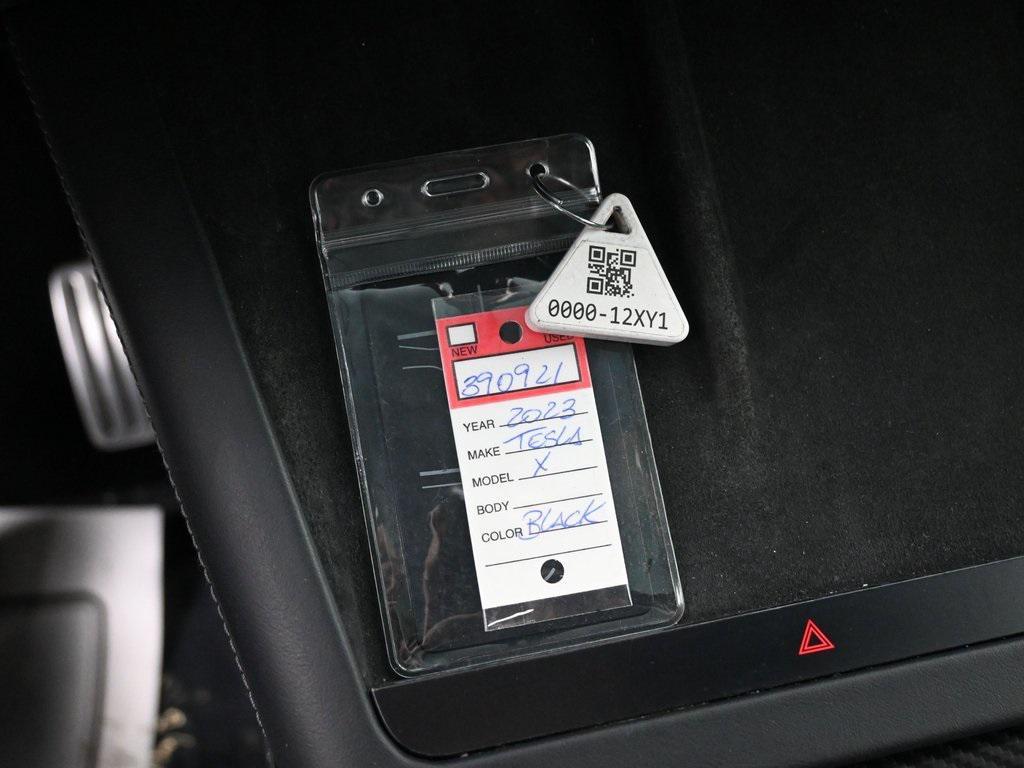 0000-12XY1
NEW USED
390921
YEAR 2023
MAKE TESLA
MODEL X
BODY
COLOR BLACK